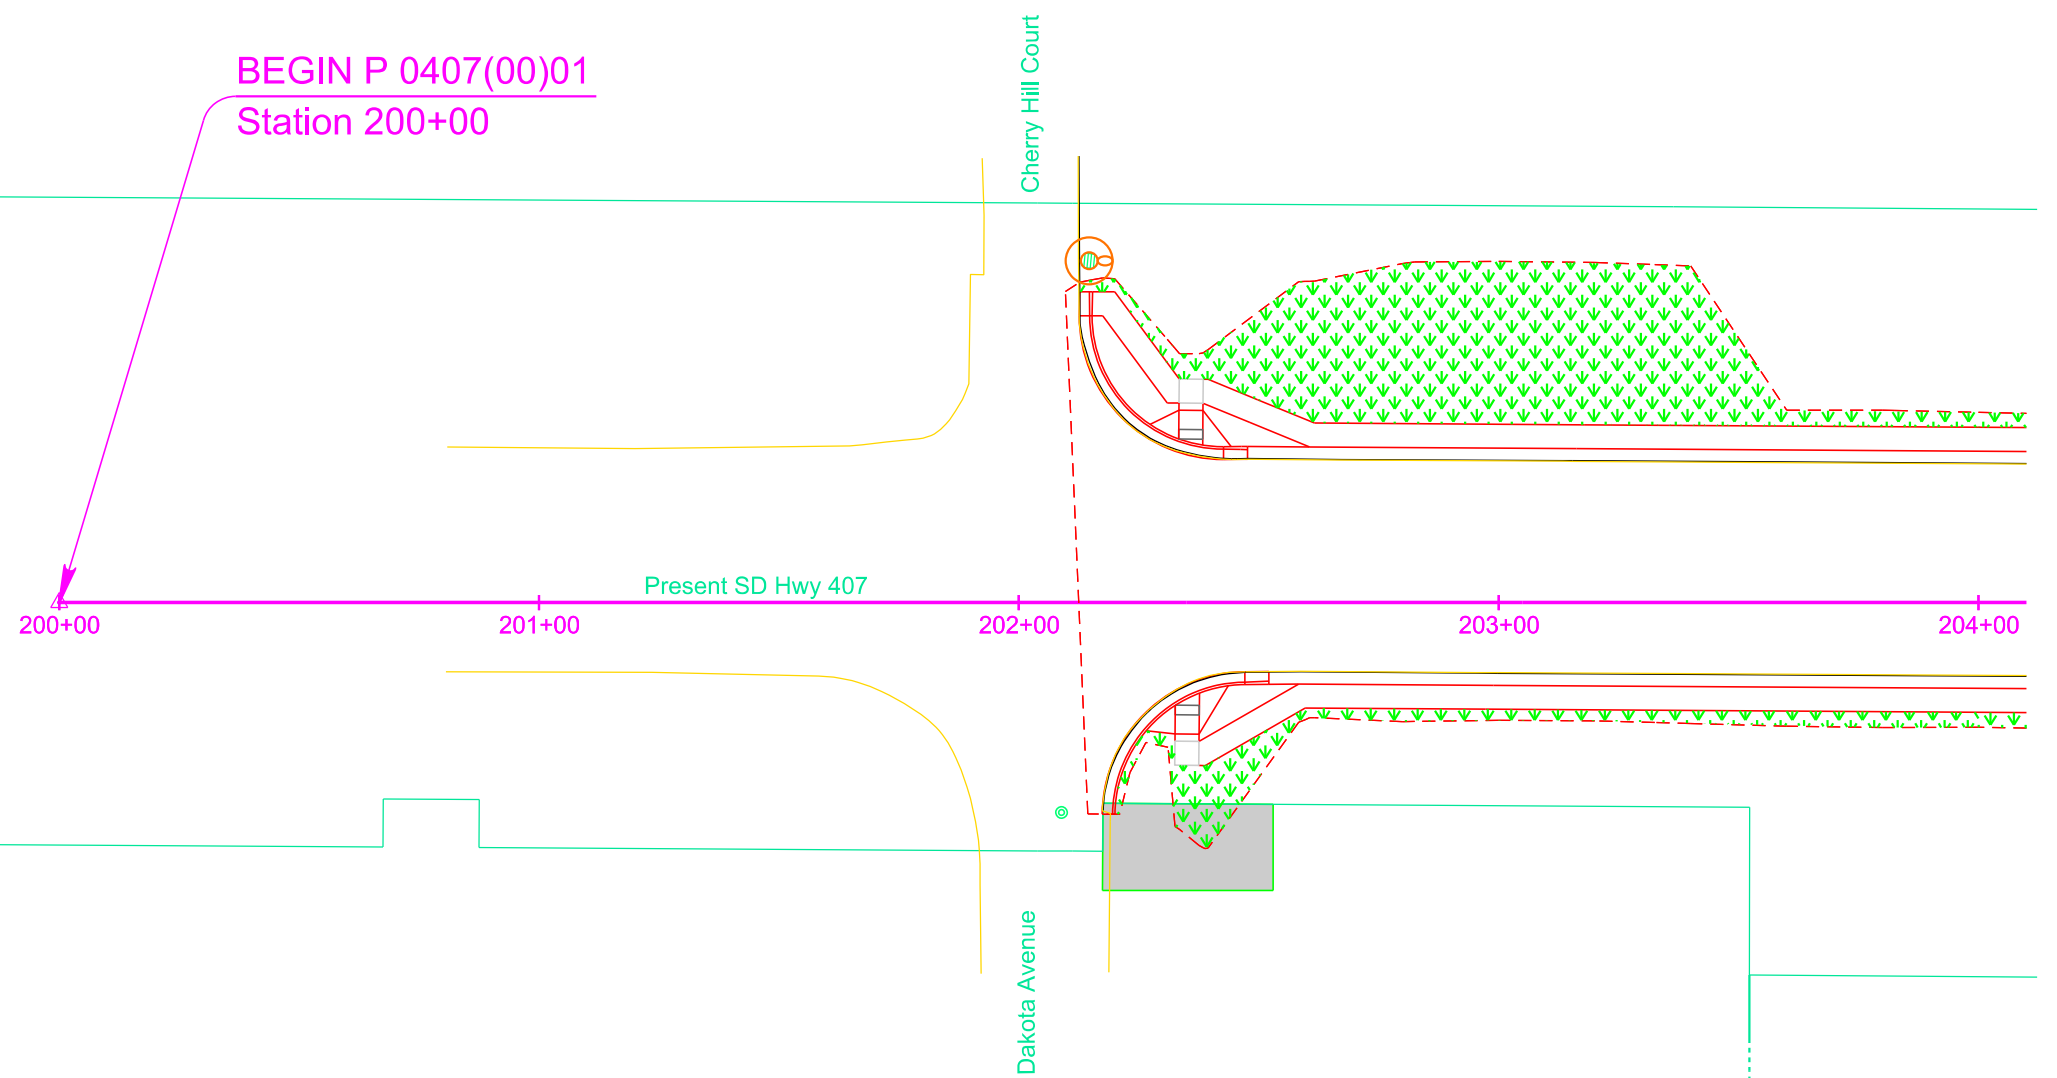 Cherry Hill Court
BEGIN P 0407(00)01
Station 200+00
Present SD Hwy 407
200+00
201+00
202+00
203+00
204+00
Dakota Avenue